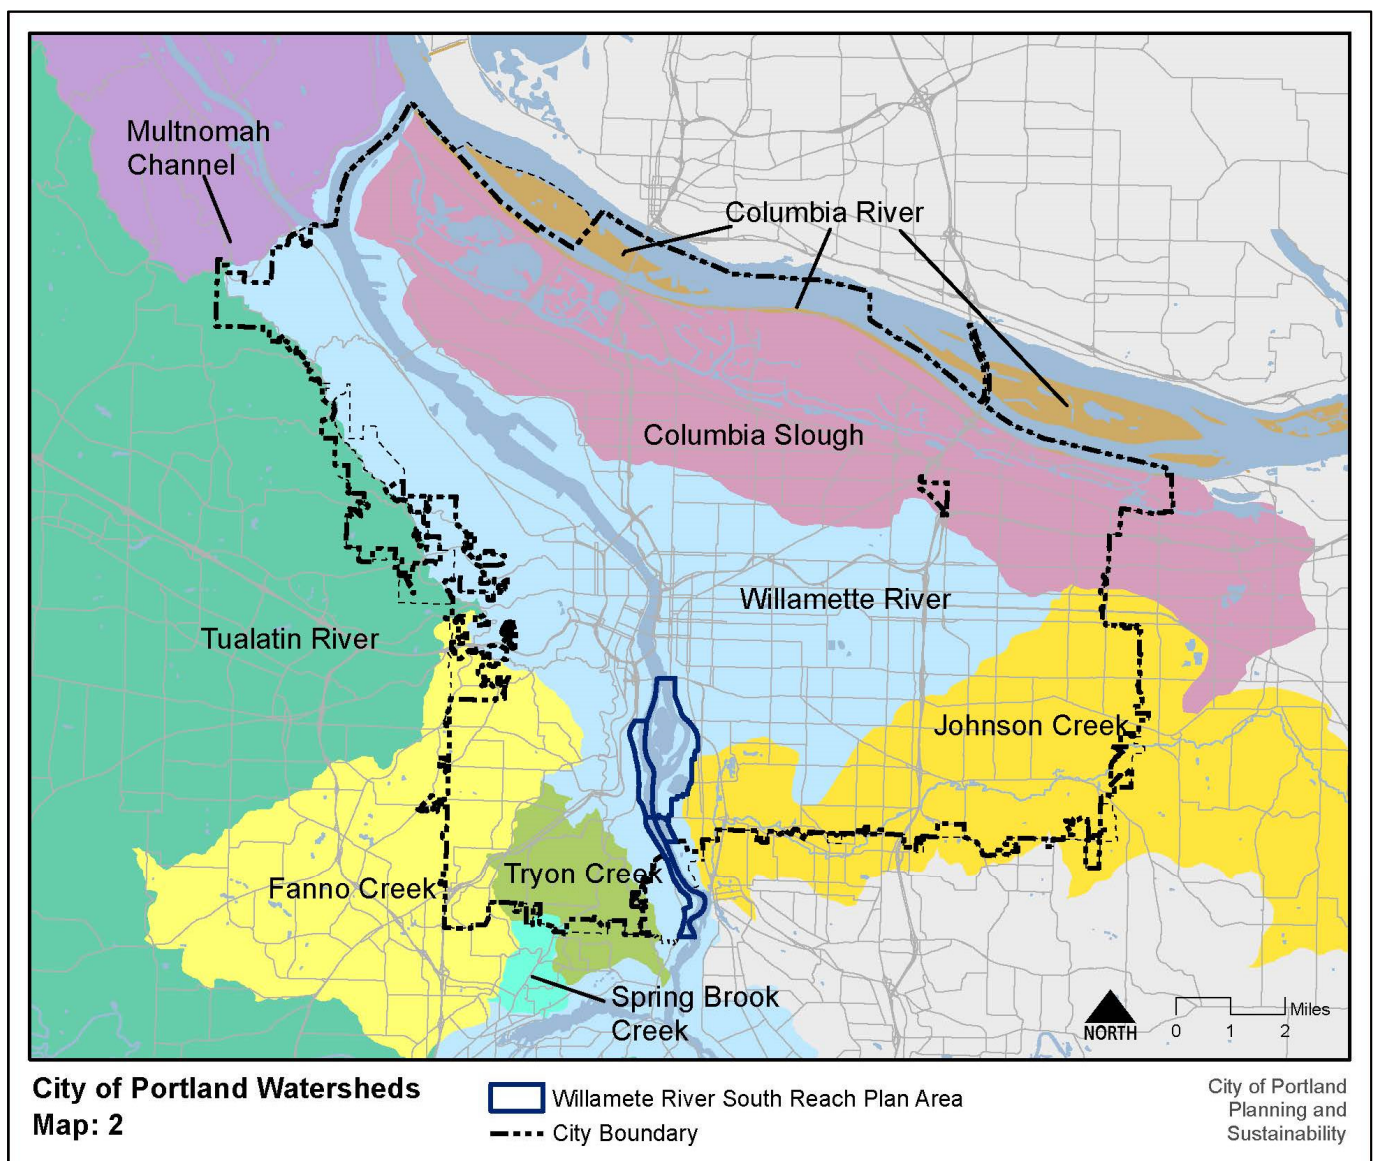 Multnomah
Channel
Columbia River
Columbia Slough
Willamette River
Tualatin River
Johnson Creek
Tryon Creek
Fanno Creek
Spring Brook
Creek
NORTH
0 1 2
Miles
City of Portland Watersheds
Map: 2
Willamete River South Reach Plan Area
City Boundary
City of Portland
Planning and
Sustainability